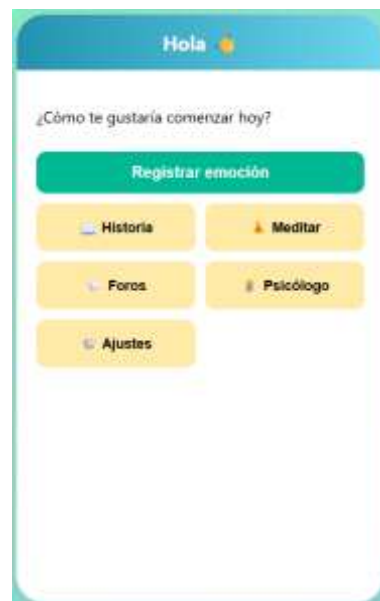 Hola 👋
¿Cómo te gustaría comenzar hoy?
Registrar emoción
Historia
Meditar
Foros
Psicólogo
Ajustes